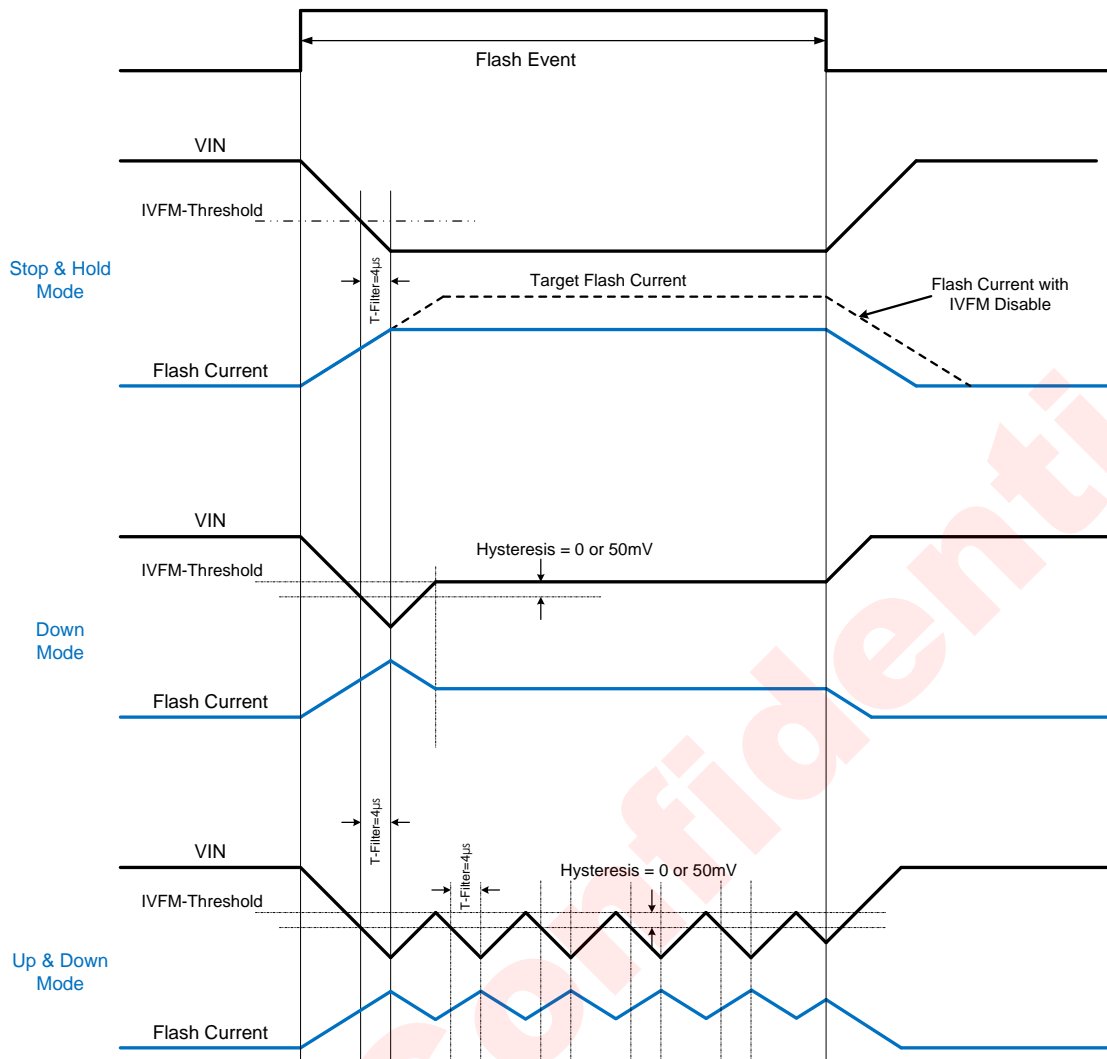 Flash Event
VIN
IVFM-Threshold
Stop & Hold
Mode
T-Filter=4µs
Target Flash Current
Flash Current with
IVFM Disable
Flash Current
VIN
IVFM-Threshold
Hysteresis = 0 or 50mV
Down
Mode
Flash Current
T-Filter=4µs
VIN
T-Filter=4µs
Hysteresis = 0 or 50mV
IVFM-Threshold
Up & Down
Mode
Flash Current
Confidenti